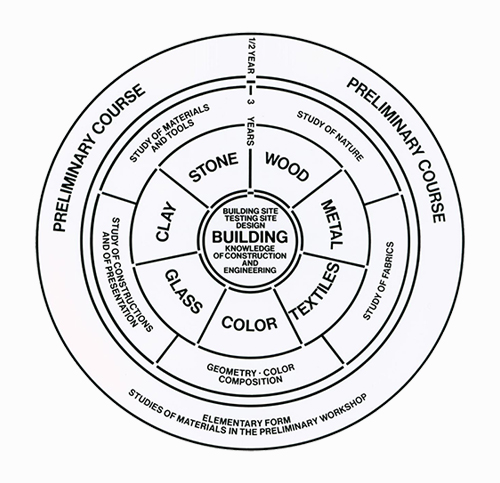 PRELIMINARY COURSE
1/2 YEAR
PRELIMINARY COURSE
ELEMENTARY FORM
STUDIES OF MATERIALS IN THE PRELIMINARY WORKSHOP
3 YEARS
STUDY OF MATERIALS
AND TOOLS
STUDY OF NATURE
STUDY OF FABRICS
GEOMETRY · COLOR
COMPOSITION
STUDY OF CONSTRUCTIONS
AND OF PRESENTATION
STONE
WOOD
METAL
TEXTILES
COLOR
GLASS
CLAY
BUILDING SITE
TESTING SITE
DESIGN
BUILDING
KNOWLEDGE
OF CONSTRUCTION
AND
ENGINEERING